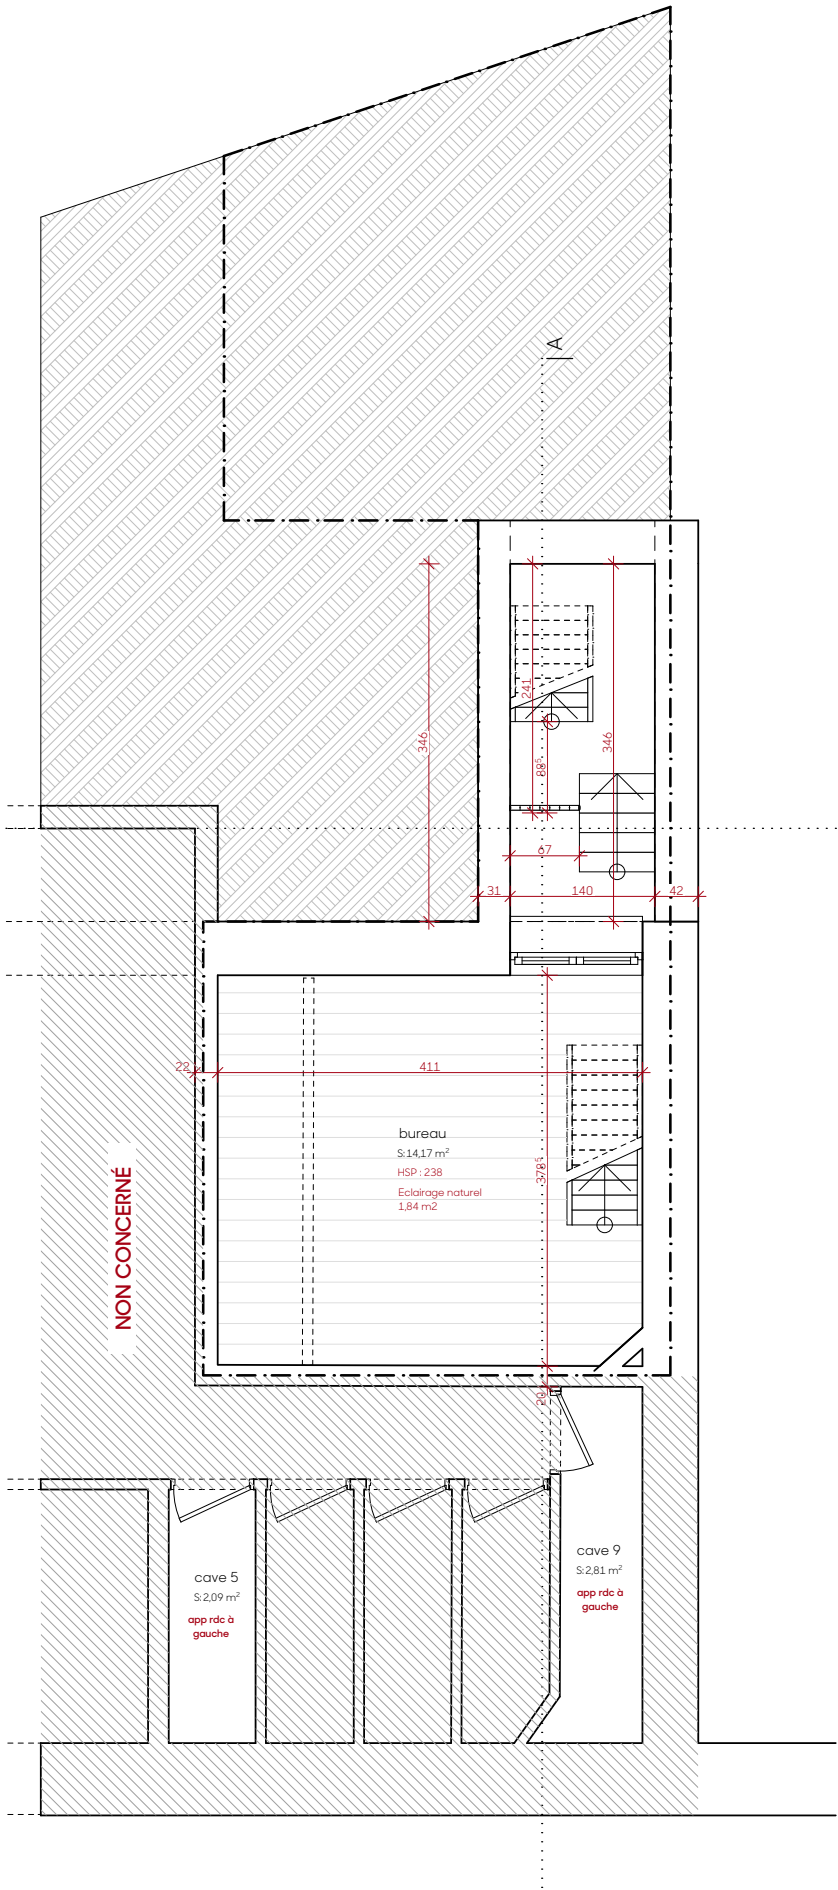 A
241
346
346
88⁵
67
31
140
42
22
411
bureau
S:14,17 m²
HSP : 238
378⁵
Eclairage naturel
1,84 m2
NON CONCERNÉ
20
cave 9
S:2,81 m²
app rdc à
gauche
cave 5
S:2,09 m²
app rdc à
gauche